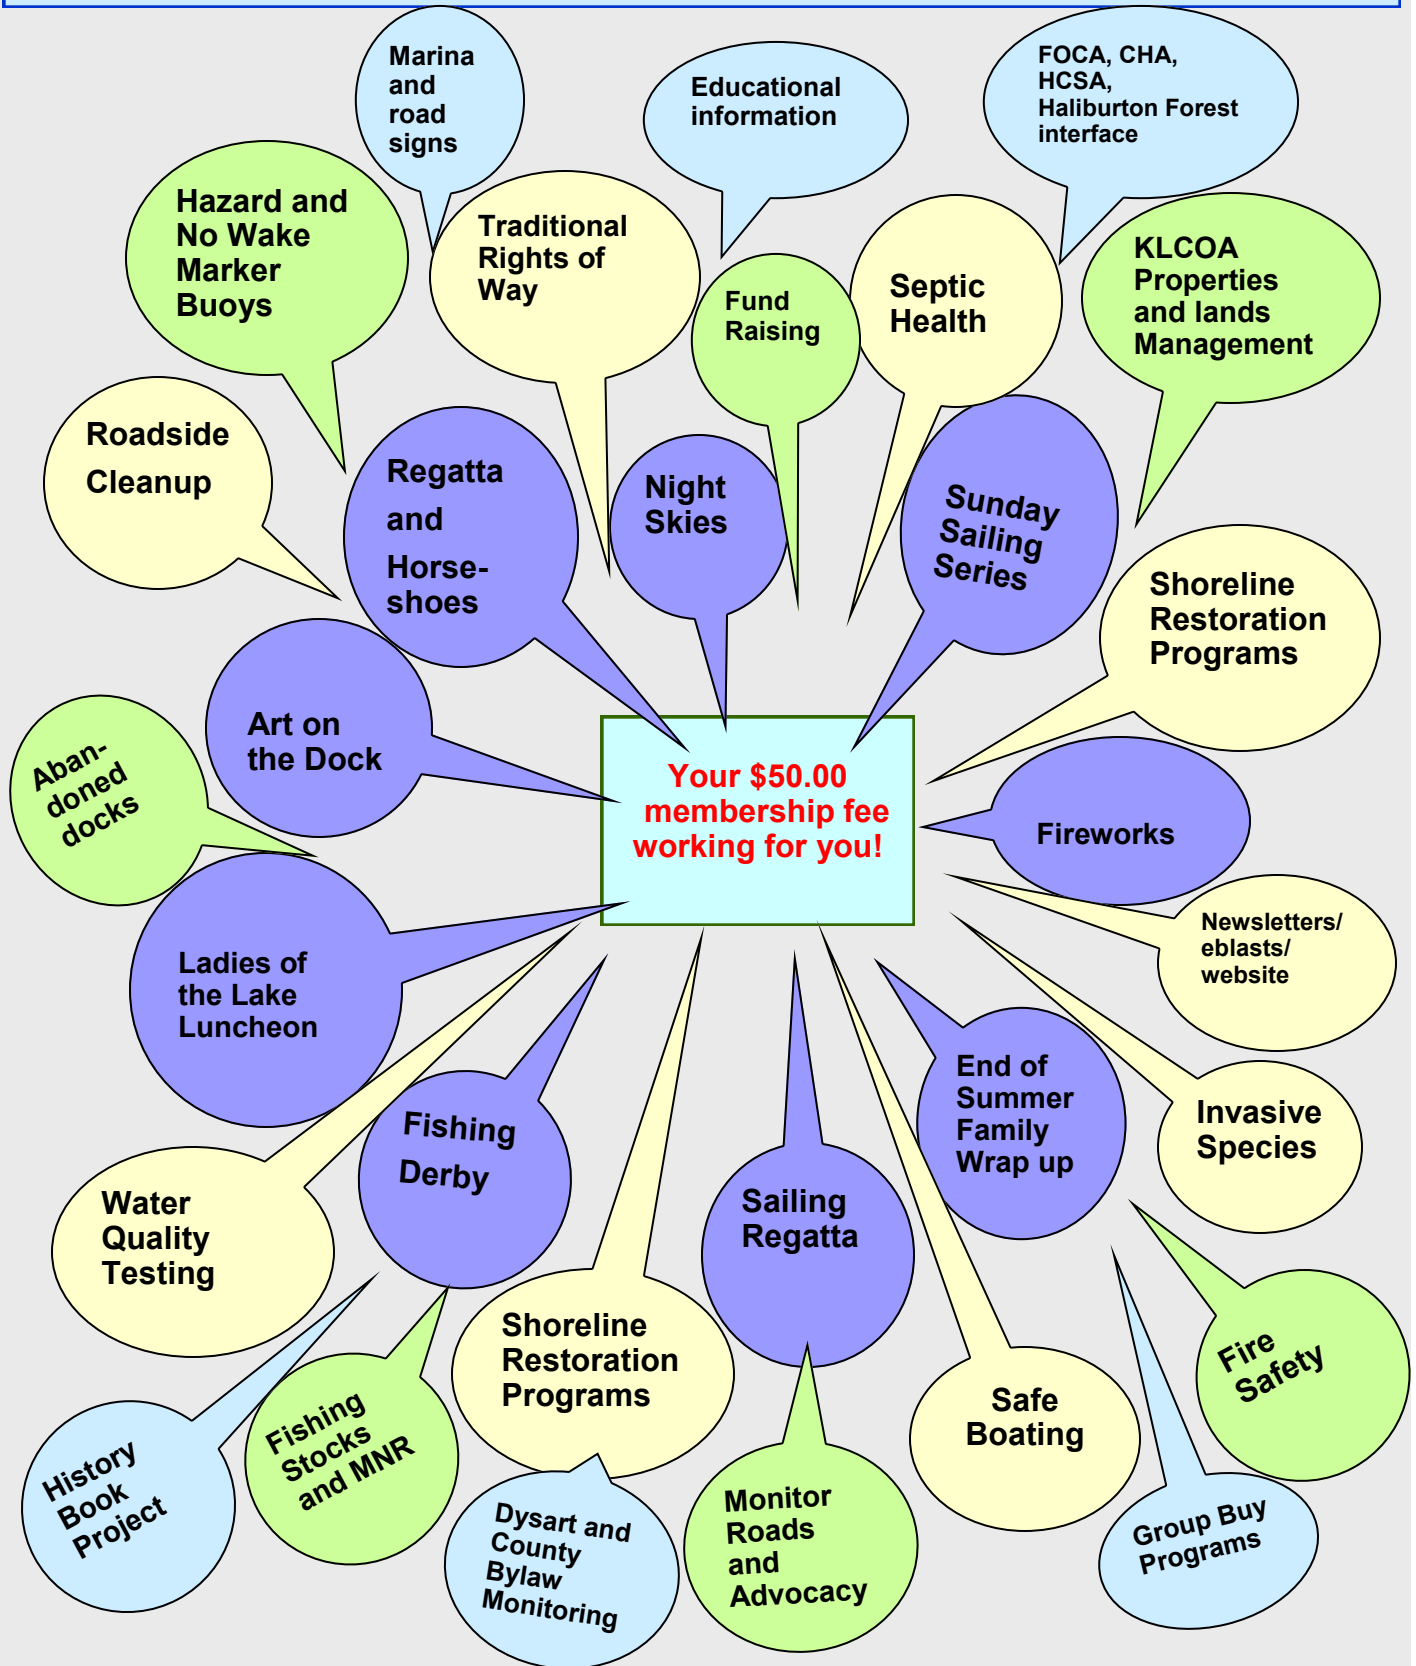 Marina
and
road
signs
Educational
information
FOCA, CHA,
HCSA,
Haliburton Forest
interface
Hazard and
No Wake
Marker
Buoys
Traditional
Rights of
Way
Fund
Raising
Septic
Health
KLCOA
Properties
and lands
Management
Roadside
Cleanup
Regatta
and
Horse-
shoes
Night
Skies
Sunday
Sailing
Series
Shoreline
Restoration
Programs
Art on
the Dock
Aban-
doned
docks
Your $50.00
membership fee
working for you!
Fireworks
Newsletters/
eblasts/
website
Ladies of
the Lake
Luncheon
End of
Summer
Family
Wrap up
Invasive
Species
Fishing
Derby
Water
Quality
Testing
Sailing
Regatta
Shoreline
Restoration
Programs
Safe
Boating
Fire
Safety
History
Book
Project
Fishing
Stocks
and MNR
Dysart and
County
Bylaw
Monitoring
Monitor
Roads
and
Advocacy
Group Buy
Programs